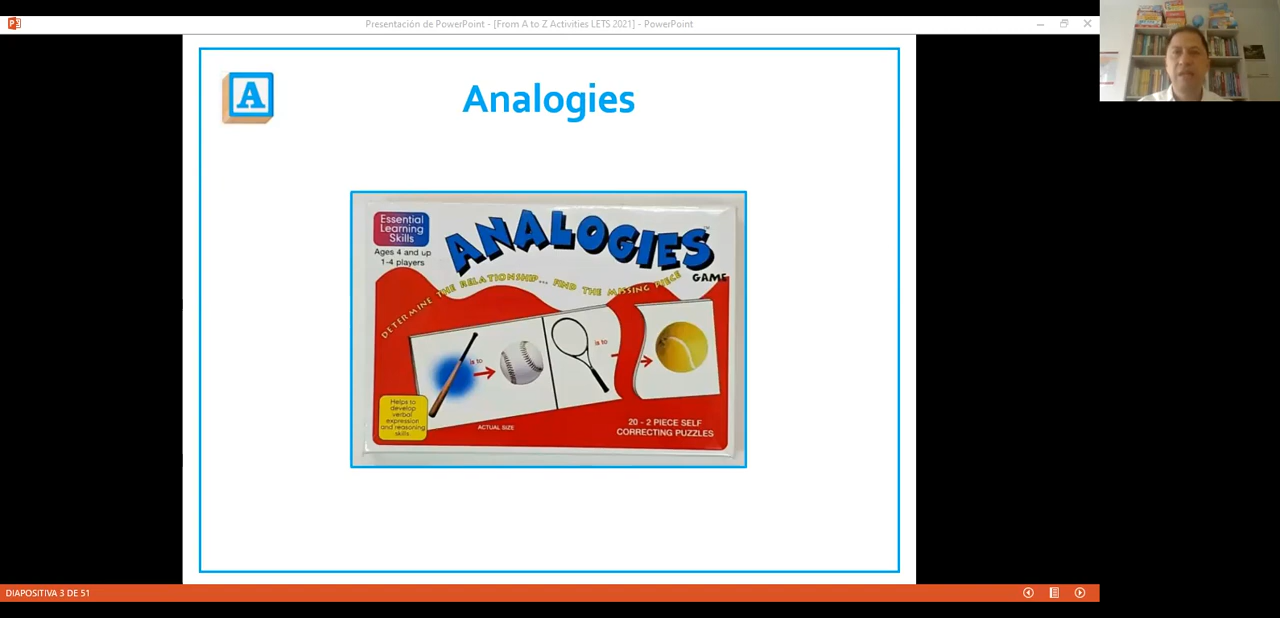 Presentación de PowerPoint - [From A to Z Activities LETS 2021] - PowerPoint
A
Analogies
Essential
Learning
Skills
Ages 4 and up
1-4 players
ANALOGIES
GAME
DETERMINE THE RELATIONSHIP... FIND THE MISSING PIECE
is to
is to
Helps to
develop
verbal
expression
and reasoning
skills
ACTUAL SIZE
20 - 2 PIECE SELF
CORRECTING PUZZLES
DIAPOSITIVA 3 DE 51